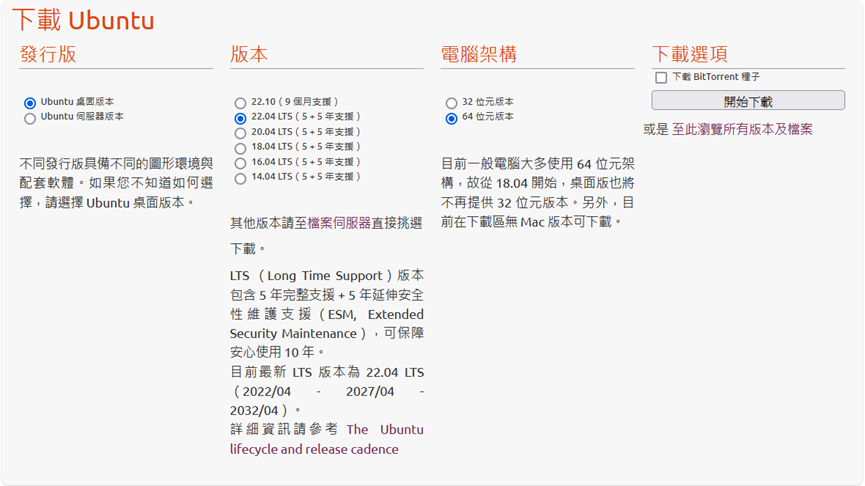 下載 Ubuntu
發行版
Ubuntu 桌面版本
Ubuntu 伺服器版本
不同發行版具備不同的圖形環境與
配套軟體。如果您不知道如何選
擇，請選擇 Ubuntu 桌面版本。
版本
22.10（9 個月支援）
22.04 LTS（5 + 5 年支援）
20.04 LTS（5 + 5 年支援）
18.04 LTS（5 + 5 年支援）
16.04 LTS（5 + 5 年支援）
14.04 LTS（5 + 5 年支援）
其他版本請至檔案伺服器直接挑選
下載。
LTS（Long Time Support）版本
包含 5 年完整支援 + 5 年延伸安全
性維護支援（ESM, Extended
Security Maintenance），可保障
安心使用 10 年。
目前最新 LTS 版本為 22.04 LTS
（2022/04 - 2027/04 -
2032/04）。
詳細資訊請參考 The Ubuntu
lifecycle and release cadence
電腦架構
32 位元版本
64 位元版本
目前一般電腦大多使用 64 位元架
構，故從 18.04 開始，桌面版也將
不再提供 32 位元版本。另外，目
前在下載區無 Mac 版本可下載。
下載選項
下載 BitTorrent 種子
開始下載
或是 至此瀏覽所有版本及檔案